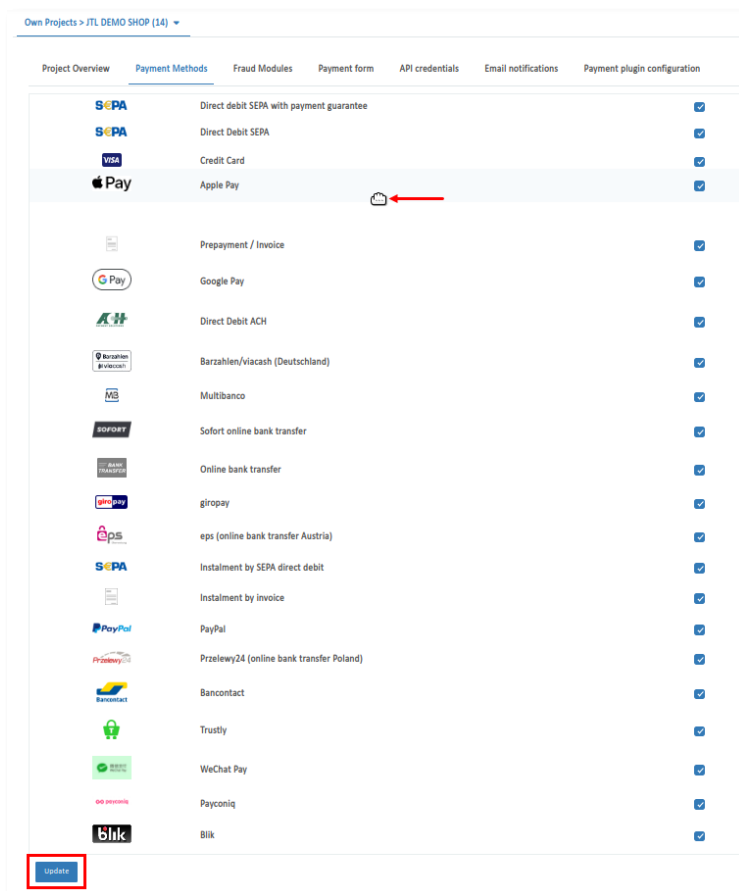 Own Projects > JTL DEMO SHOP (14)
Project Overview Payment Methods Fraud Modules Payment form API credentials Email notifications Payment plugin configuration
S€PA Direct debit SEPA with payment guarantee
S€PA Direct Debit SEPA
VISA Credit Card
Pay Apple Pay
Prepayment / Invoice
G Pay Google Pay
ACH Direct Debit ACH
Barzahlen
viacash
Barzahlen/viacash (Deutschland)
MB Multibanco
SOFORT Sofort online bank transfer
BANK
TRANSFER
Online bank transfer
giropay giropay
eps eps (online bank transfer Austria)
S€PA Instalment by SEPA direct debit
Instalment by invoice
PayPal PayPal
Przelewy24 Przelewy24 (online bank transfer Poland)
Bancontact Bancontact
Trustly
WeChat Pay
payconiq Payconiq
blik Blik
Update